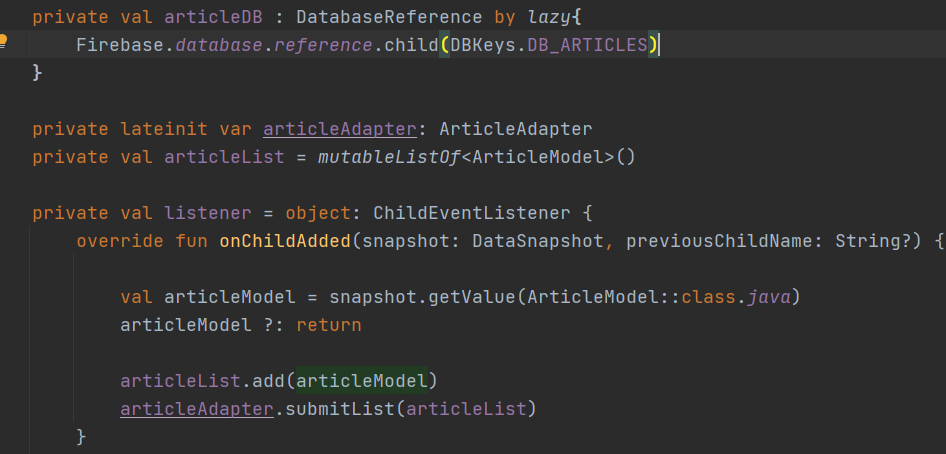 private val articleDB : DatabaseReference by lazy{
Firebase.database.reference.child(DBKeys.DB_ARTICLES)
}
private lateinit var articleAdapter: ArticleAdapter
private val articleList = mutableListOf<ArticleModel>()
private val listener = object: ChildEventListener {
override fun onChildAdded(snapshot: DataSnapshot, previousChildName: String?) {
val articleModel = snapshot.getValue(ArticleModel::class.java)
articleModel ?: return
articleList.add(articleModel)
articleAdapter.submitList(articleList)
}